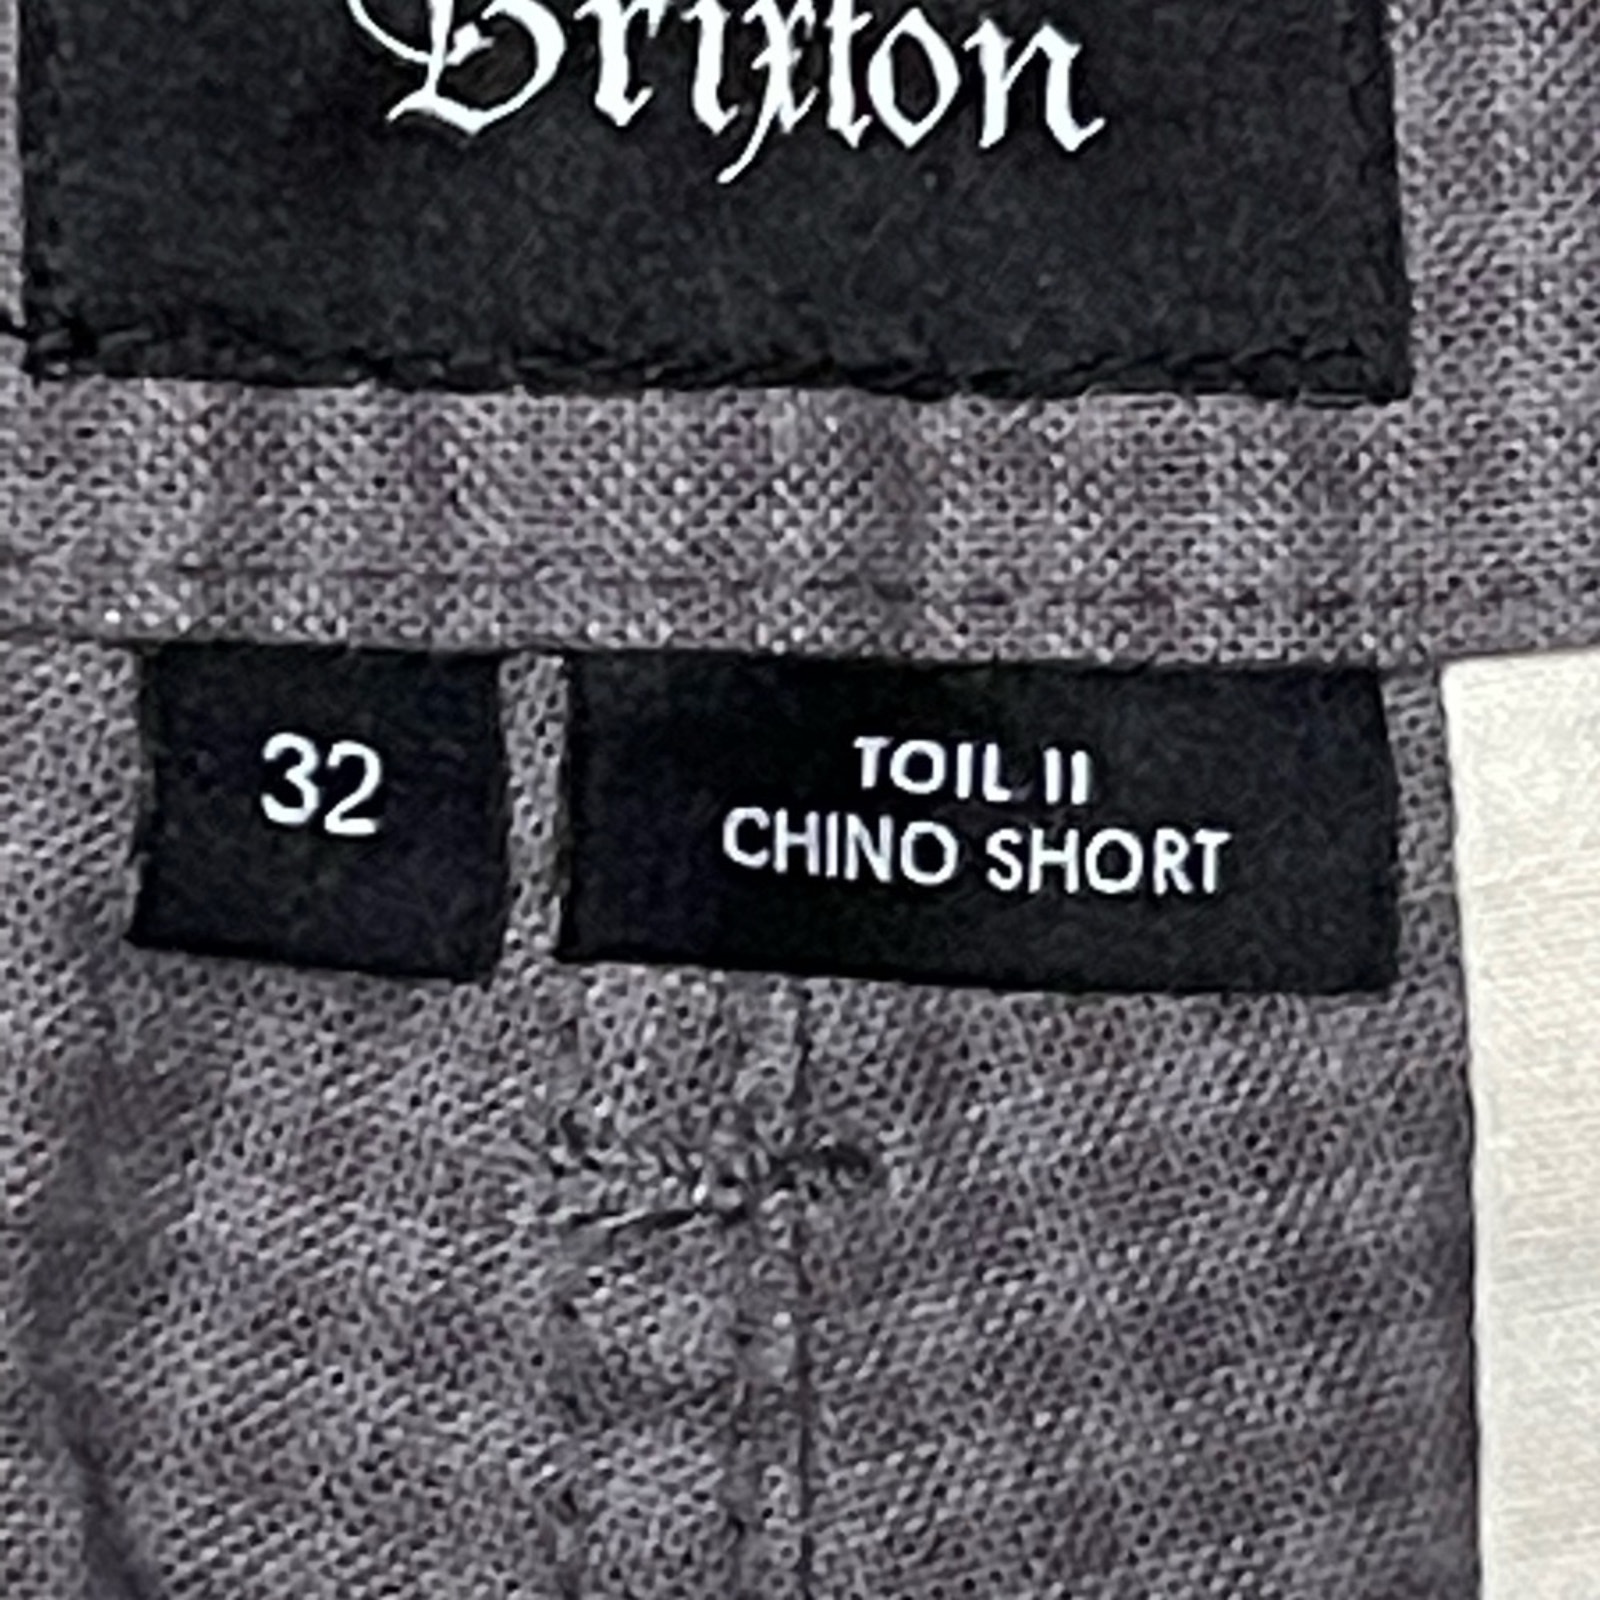 Brixton
32
TOIL II
CHINO SHORT